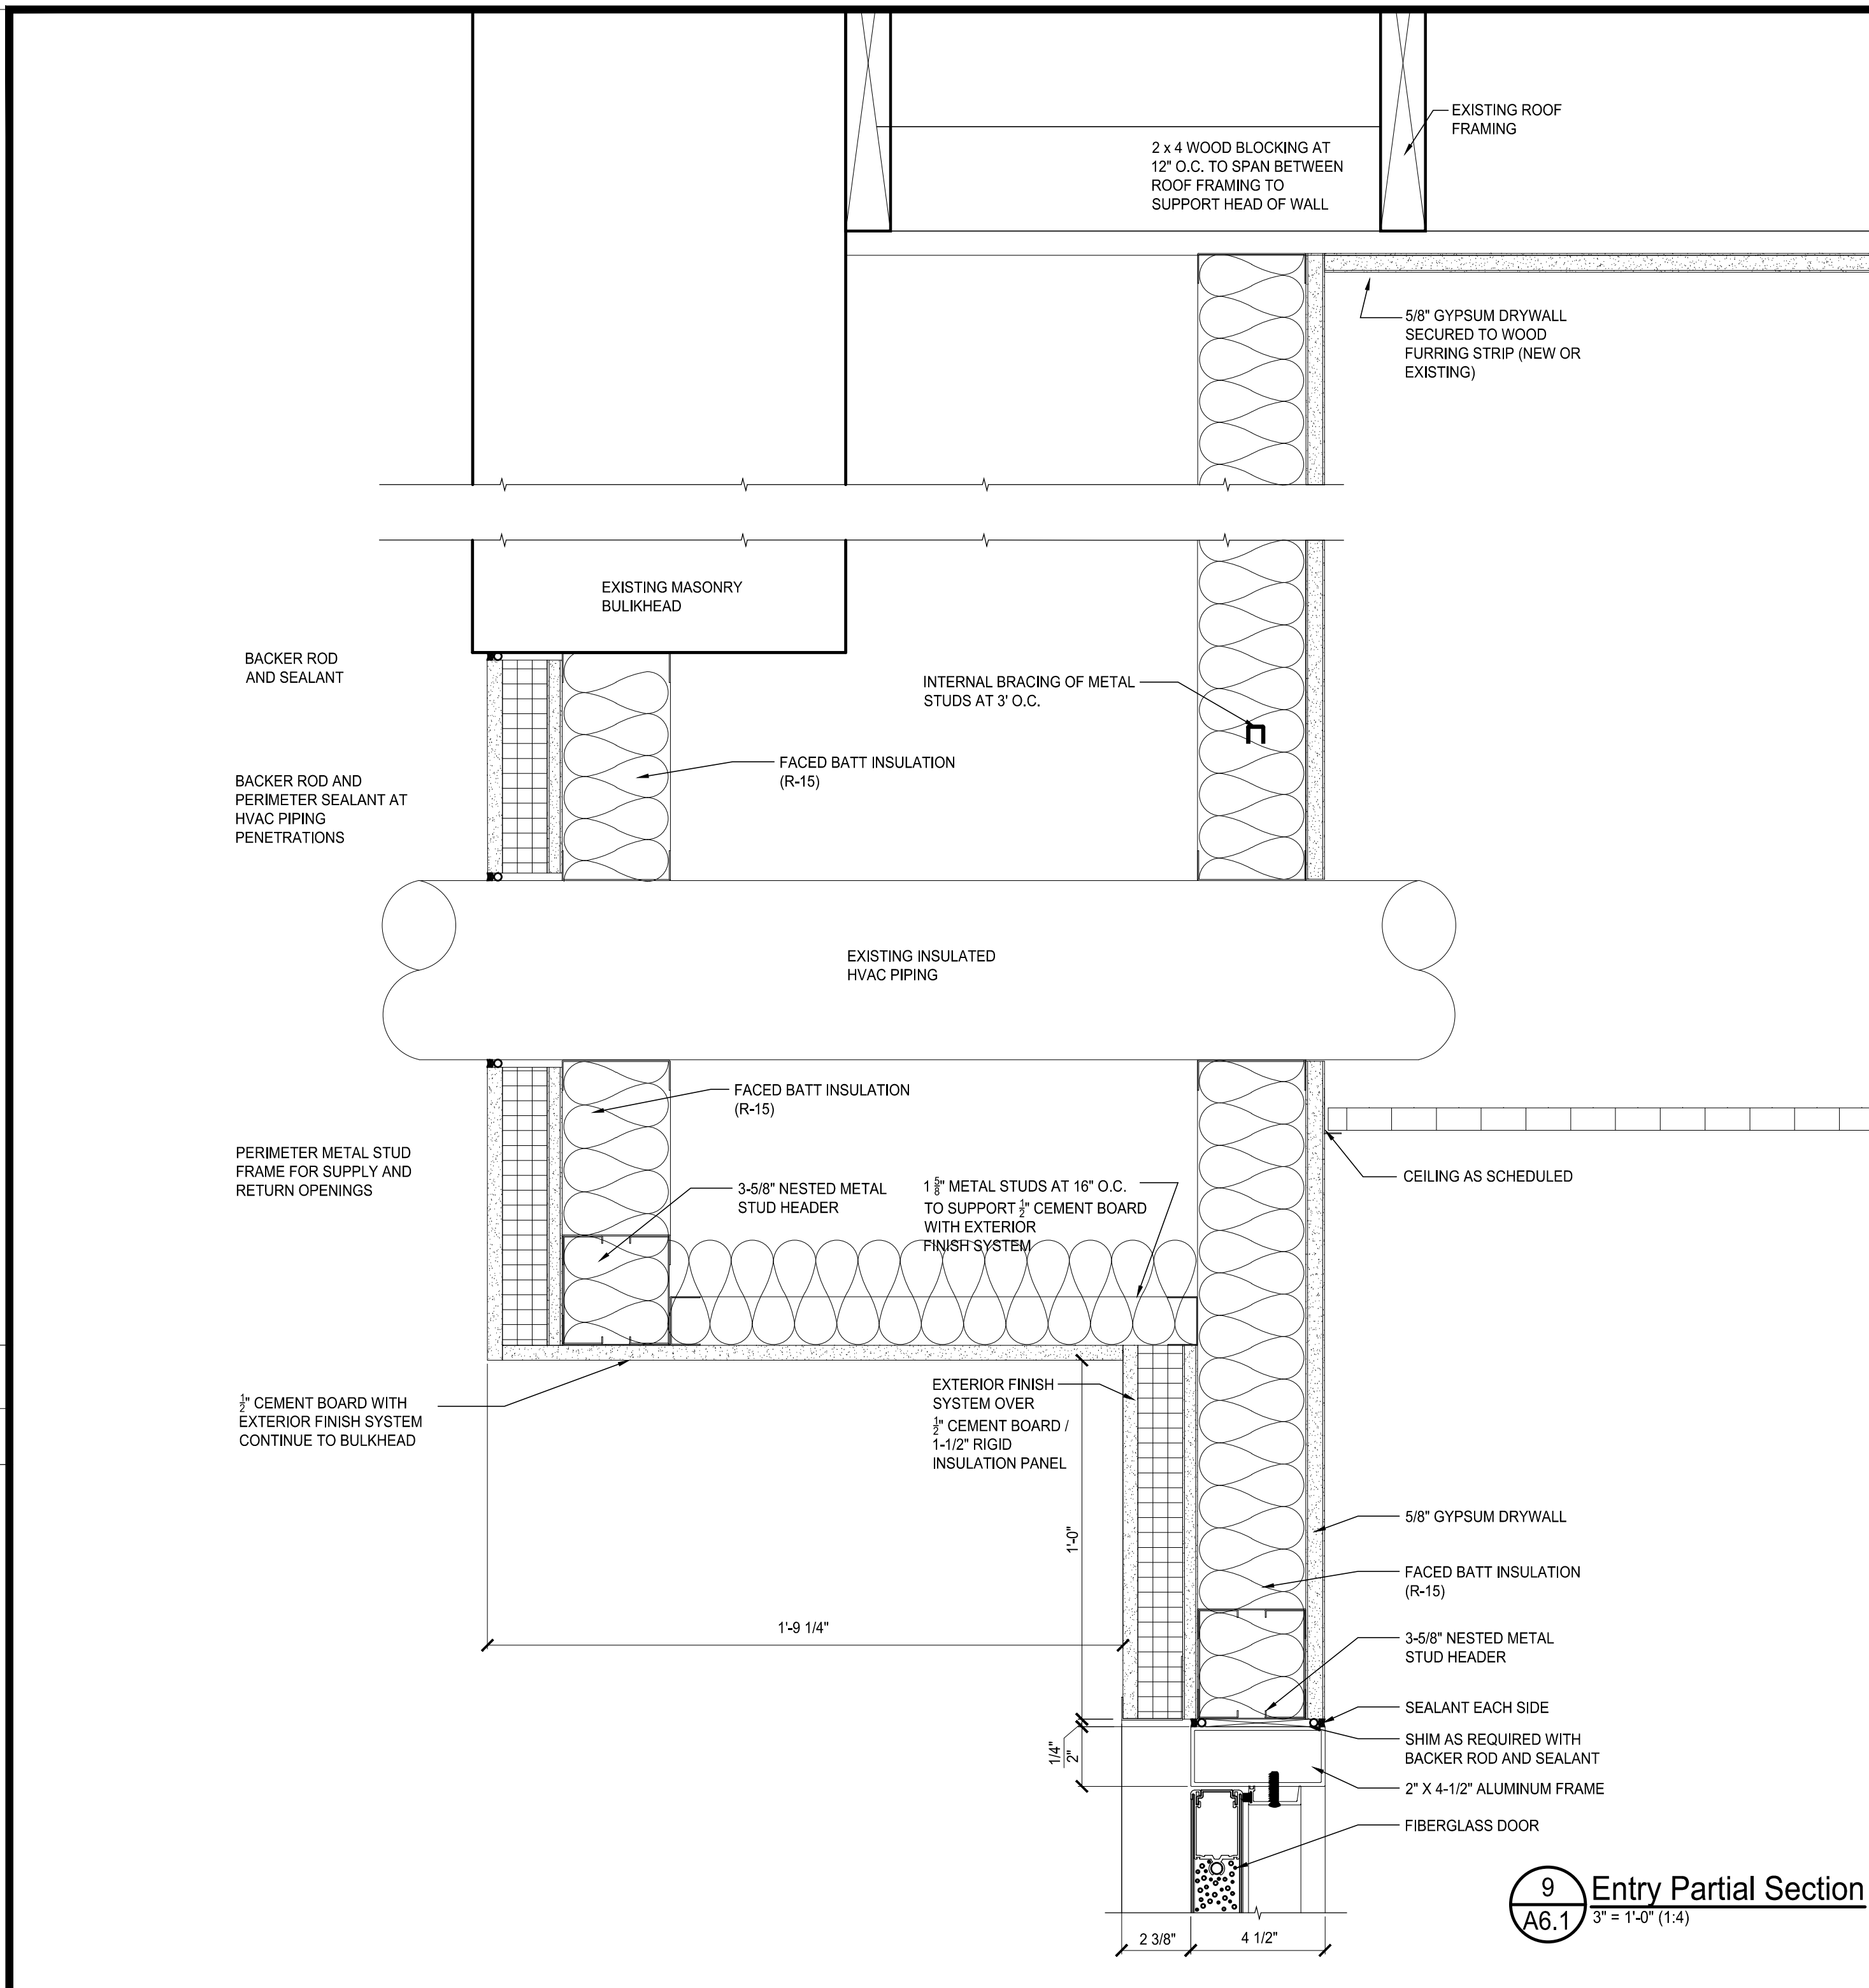 EXISTING ROOF
FRAMING
2 x 4 WOOD BLOCKING AT
12" O.C. TO SPAN BETWEEN
ROOF FRAMING TO
SUPPORT HEAD OF WALL
5/8" GYPSUM DRYWALL
SECURED TO WOOD
FURRING STRIP (NEW OR
EXISTING)
EXISTING MASONRY
BULIKHEAD
BACKER ROD
AND SEALANT
INTERNAL BRACING OF METAL
STUDS AT 3' O.C.
FACED BATT INSULATION
(R-15)
BACKER ROD AND
PERIMETER SEALANT AT
HVAC PIPING
PENETRATIONS
EXISTING INSULATED
HVAC PIPING
FACED BATT INSULATION
(R-15)
PERIMETER METAL STUD
FRAME FOR SUPPLY AND
RETURN OPENINGS
3-5/8" NESTED METAL
STUD HEADER
1 5/8" METAL STUDS AT 16" O.C.
TO SUPPORT 1/2" CEMENT BOARD
WITH EXTERIOR
FINISH SYSTEM
CEILING AS SCHEDULED
1/2" CEMENT BOARD WITH
EXTERIOR FINISH SYSTEM
CONTINUE TO BULKHEAD
EXTERIOR FINISH
SYSTEM OVER
1/2" CEMENT BOARD /
1-1/2" RIGID
INSULATION PANEL
1'-0"
5/8" GYPSUM DRYWALL
FACED BATT INSULATION
(R-15)
1'-9 1/4"
3-5/8" NESTED METAL
STUD HEADER
SEALANT EACH SIDE
SHIM AS REQUIRED WITH
BACKER ROD AND SEALANT
1/4"
2"
2" X 4-1/2" ALUMINUM FRAME
FIBERGLASS DOOR
2 3/8"
4 1/2"
9
A6.1
Entry Partial Section
3" = 1'-0" (1:4)